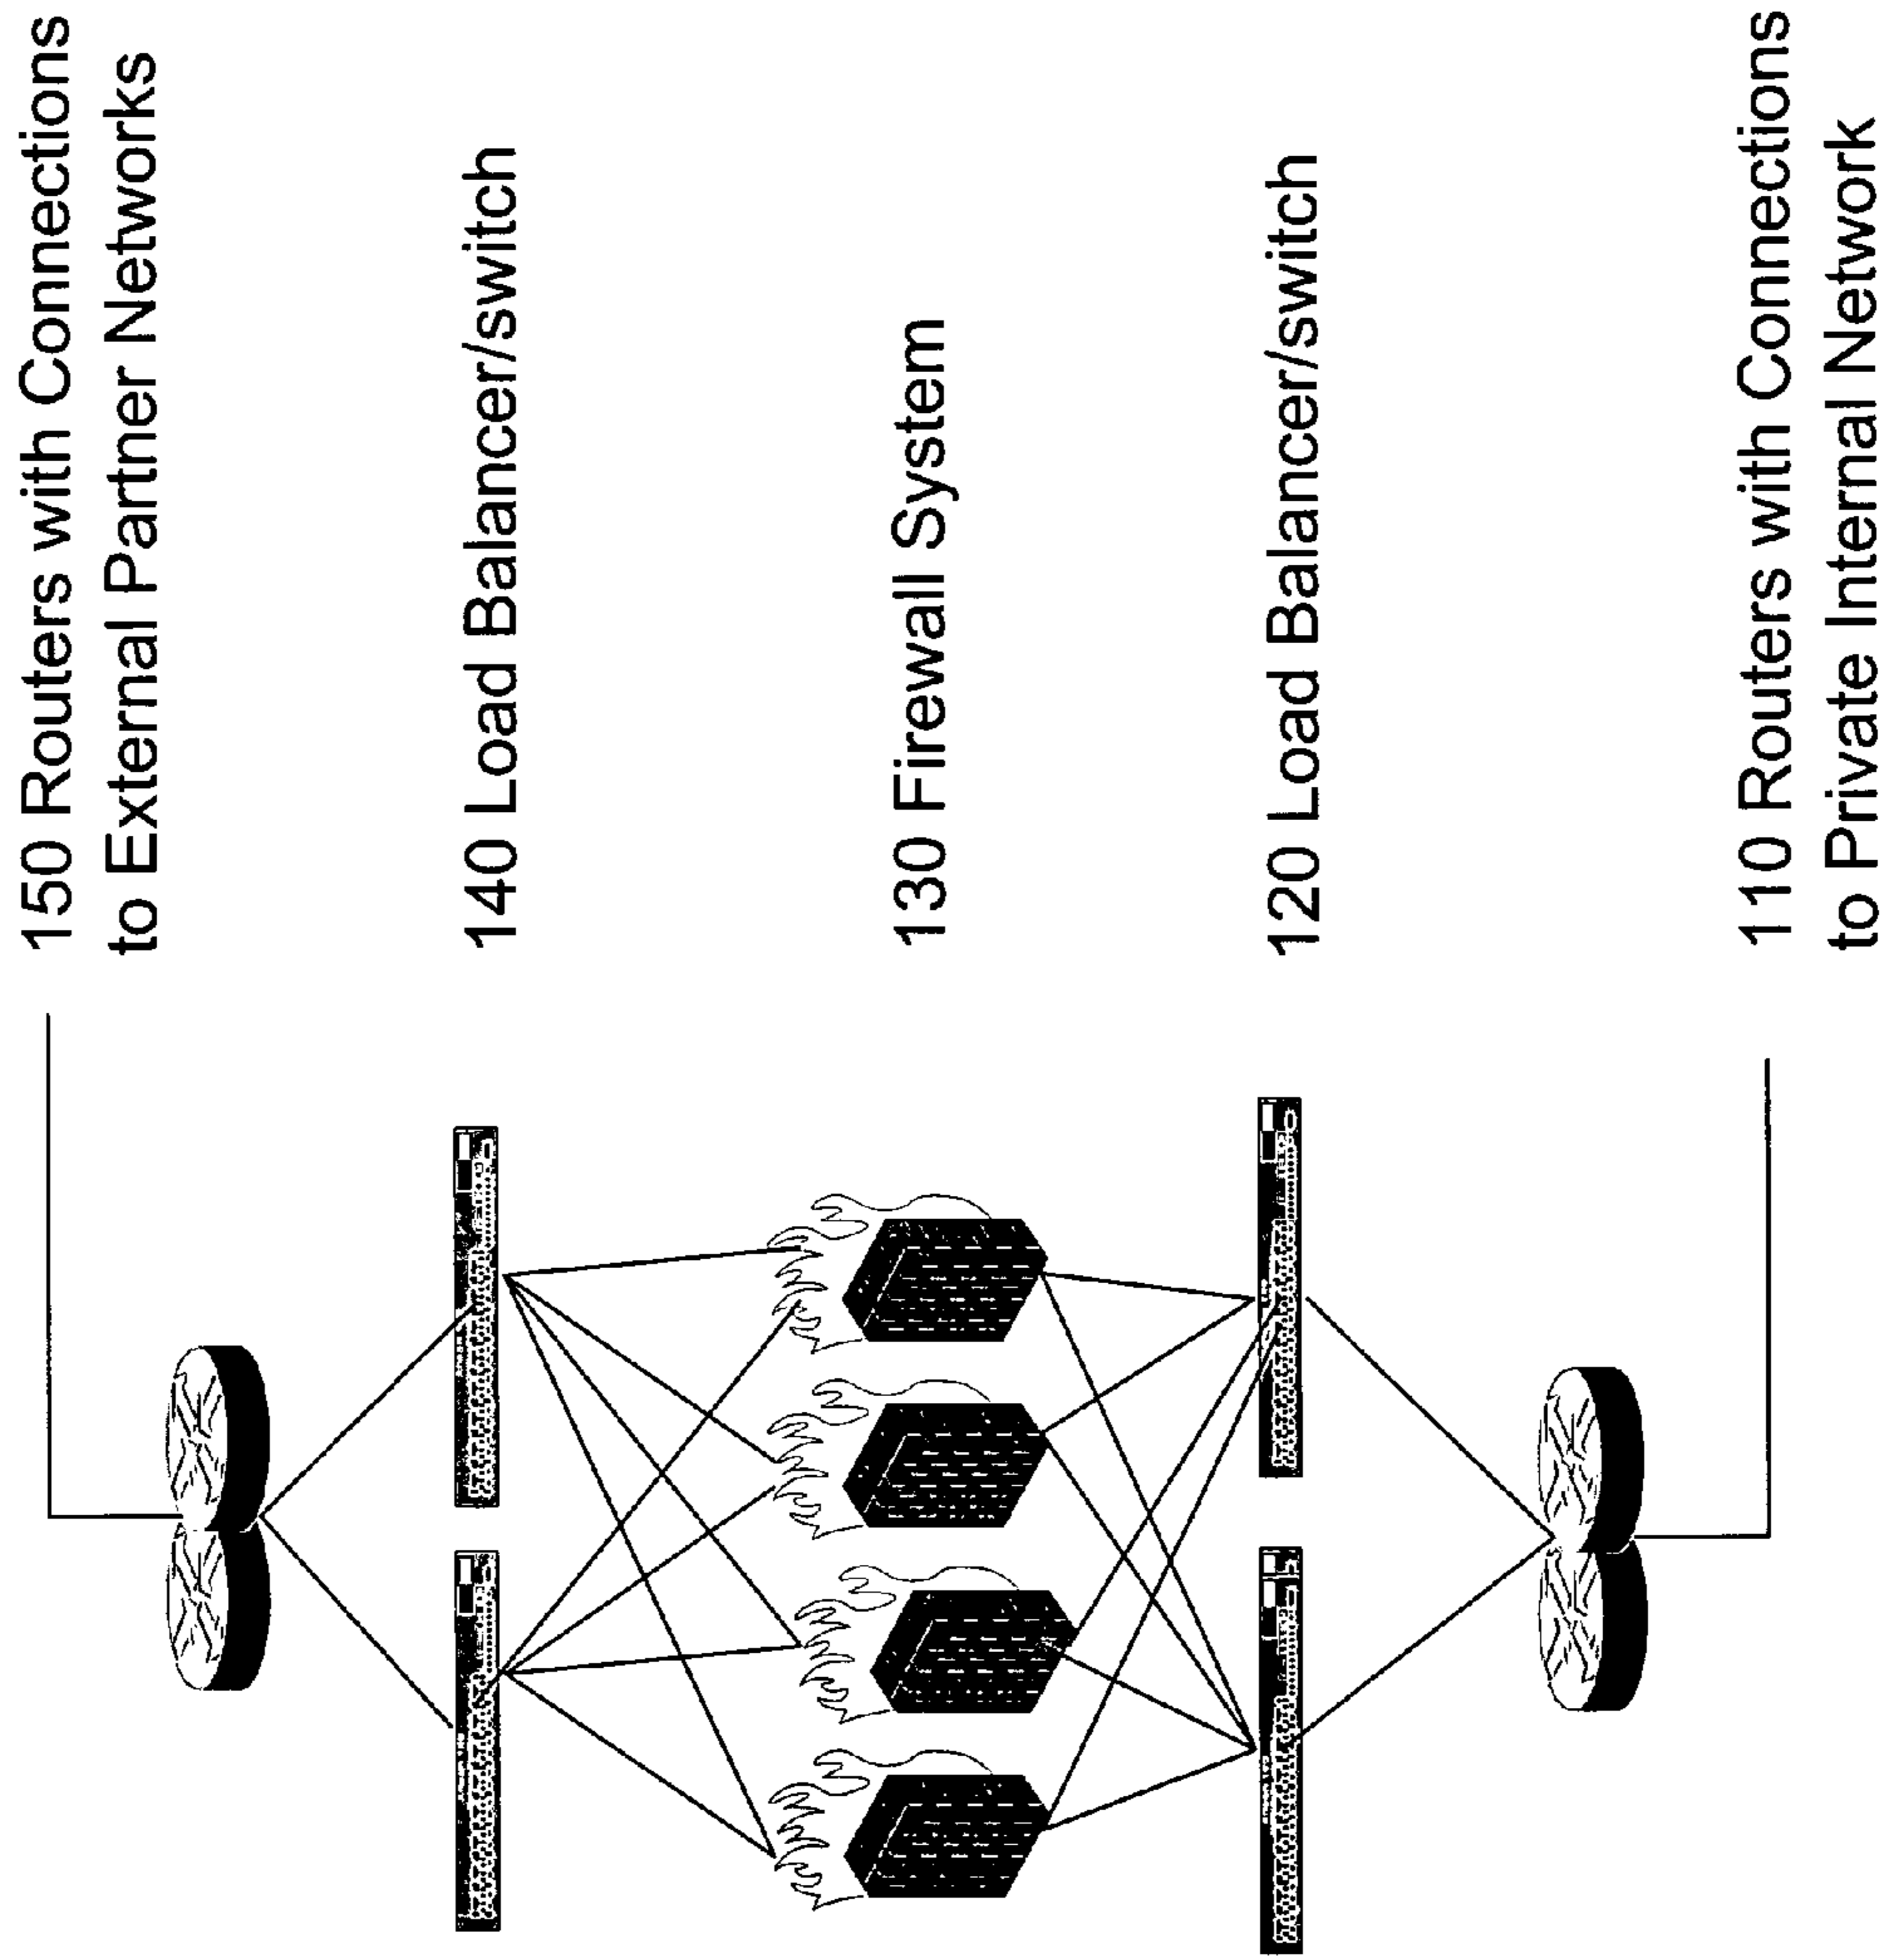 150 Routers with Connections
to External Partner Networks
140 Load Balancer/switch
130 Firewall System
120 Load Balancer/switch
110 Routers with Connections
to Private Internal Network